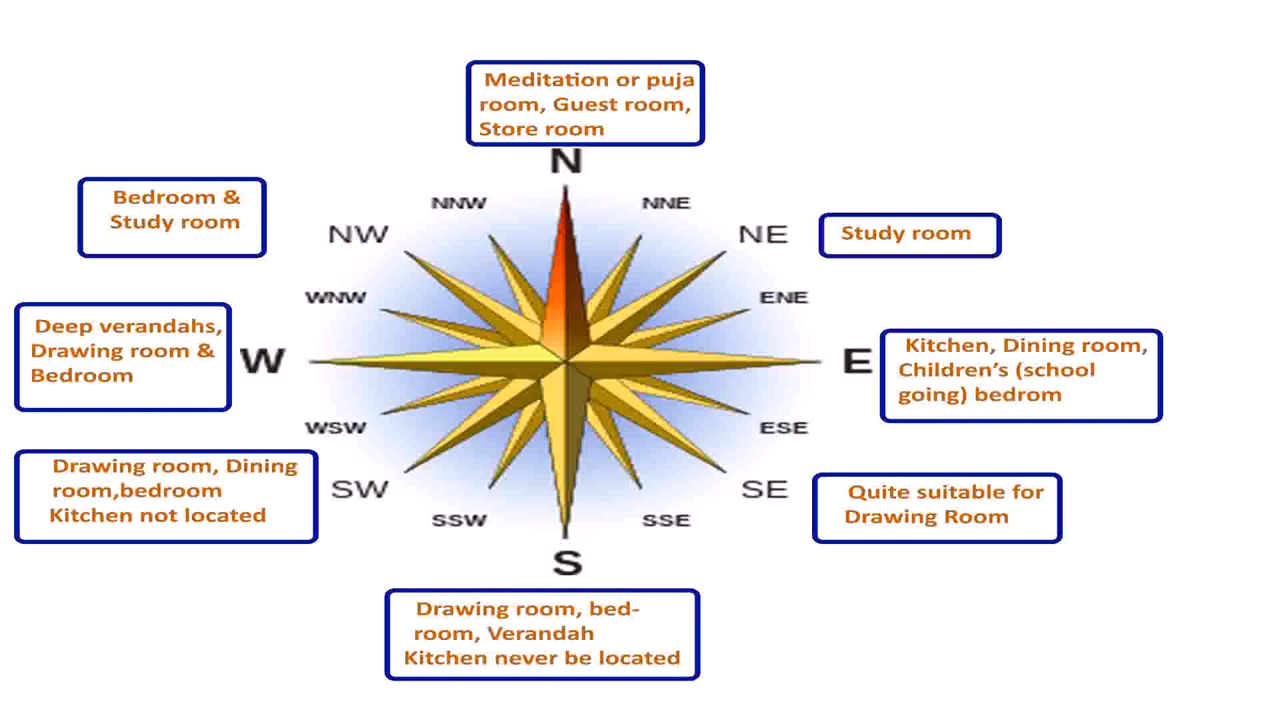 Meditation or puja
room, Guest room,
Store room
N
NNW
NNE
Bedroom &
Study room
NW
NE
Study room
WNW
ENE
Deep verandahs,
Drawing room &
Bedroom
W
E
Kitchen, Dining room,
Children’s (school
going) bedrom
WSW
ESE
Drawing room, Dining
room,bedroom
Kitchen not located
SW
SE
Quite suitable for
Drawing Room
SSW
SSE
S
Drawing room, bed-
room, Verandah
Kitchen never be located